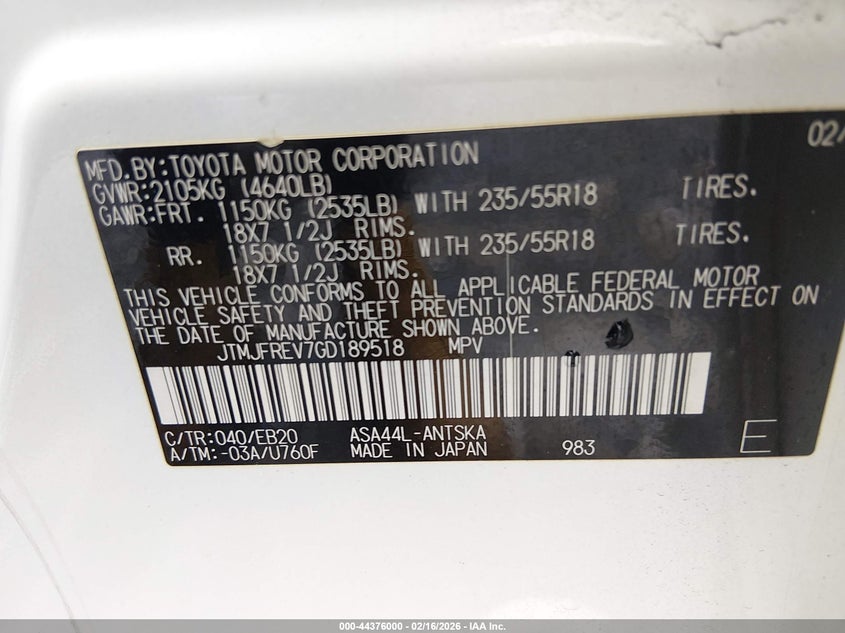 02/
MFD.BY:TOYOTA MOTOR CORPORATION
GVWR:2105KG (4640LB)
GAWR:FRT. 1150KG (2535LB) WITH 235/55R18 TIRES.
18X7 1/2J RIMS.
RR. 1150KG (2535LB) WITH 235/55R18 TIRES.
18X7 1/2J RIMS.
THIS VEHICLE CONFORMS TO ALL APPLICABLE FEDERAL MOTOR
VEHICLE SAFETY AND THEFT PREVENTION STANDARDS IN EFFECT ON
THE DATE OF MANUFACTURE SHOWN ABOVE.
JTMJFREV7GD189518 MPV
C/TR:040/EB20 ASA44L-ANTSKA
A/TM:-03A/U760F MADE IN JAPAN 983 E
000-44376000 - 02/16/2026 - IAA Inc.